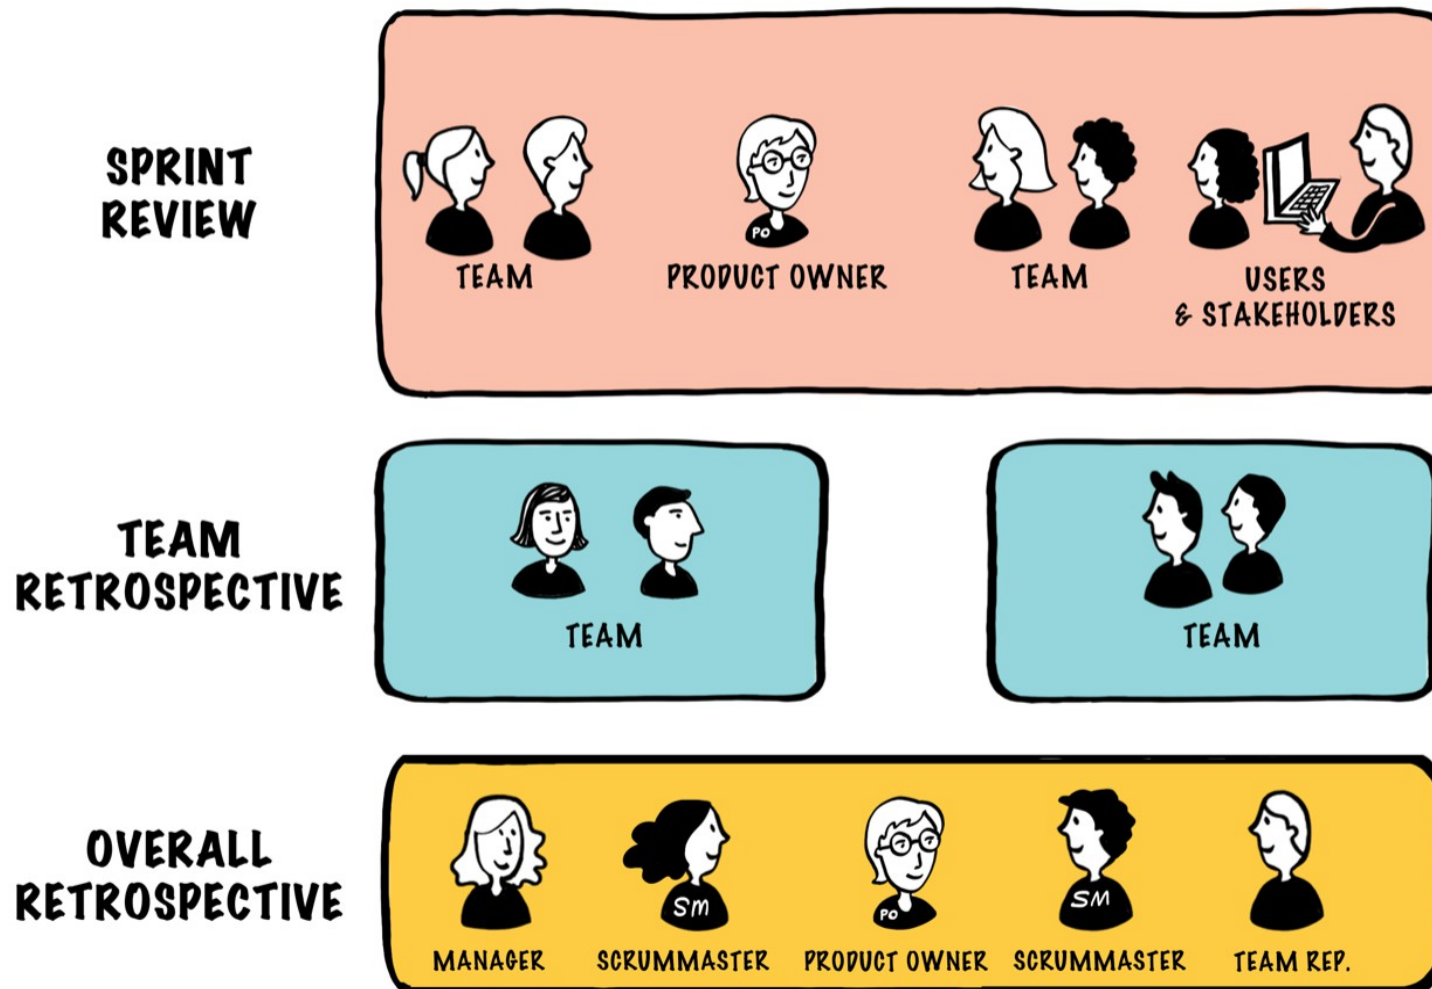 SPRINT
REVIEW
PO
TEAM
PRODUCT OWNER
TEAM
USERS
& STAKEHOLDERS
TEAM
RETROSPECTIVE
TEAM
TEAM
OVERALL
RETROSPECTIVE
SM
PO
SM
MANAGER
SCRUMMASTER
PRODUCT OWNER
SCRUMMASTER
TEAM REP.